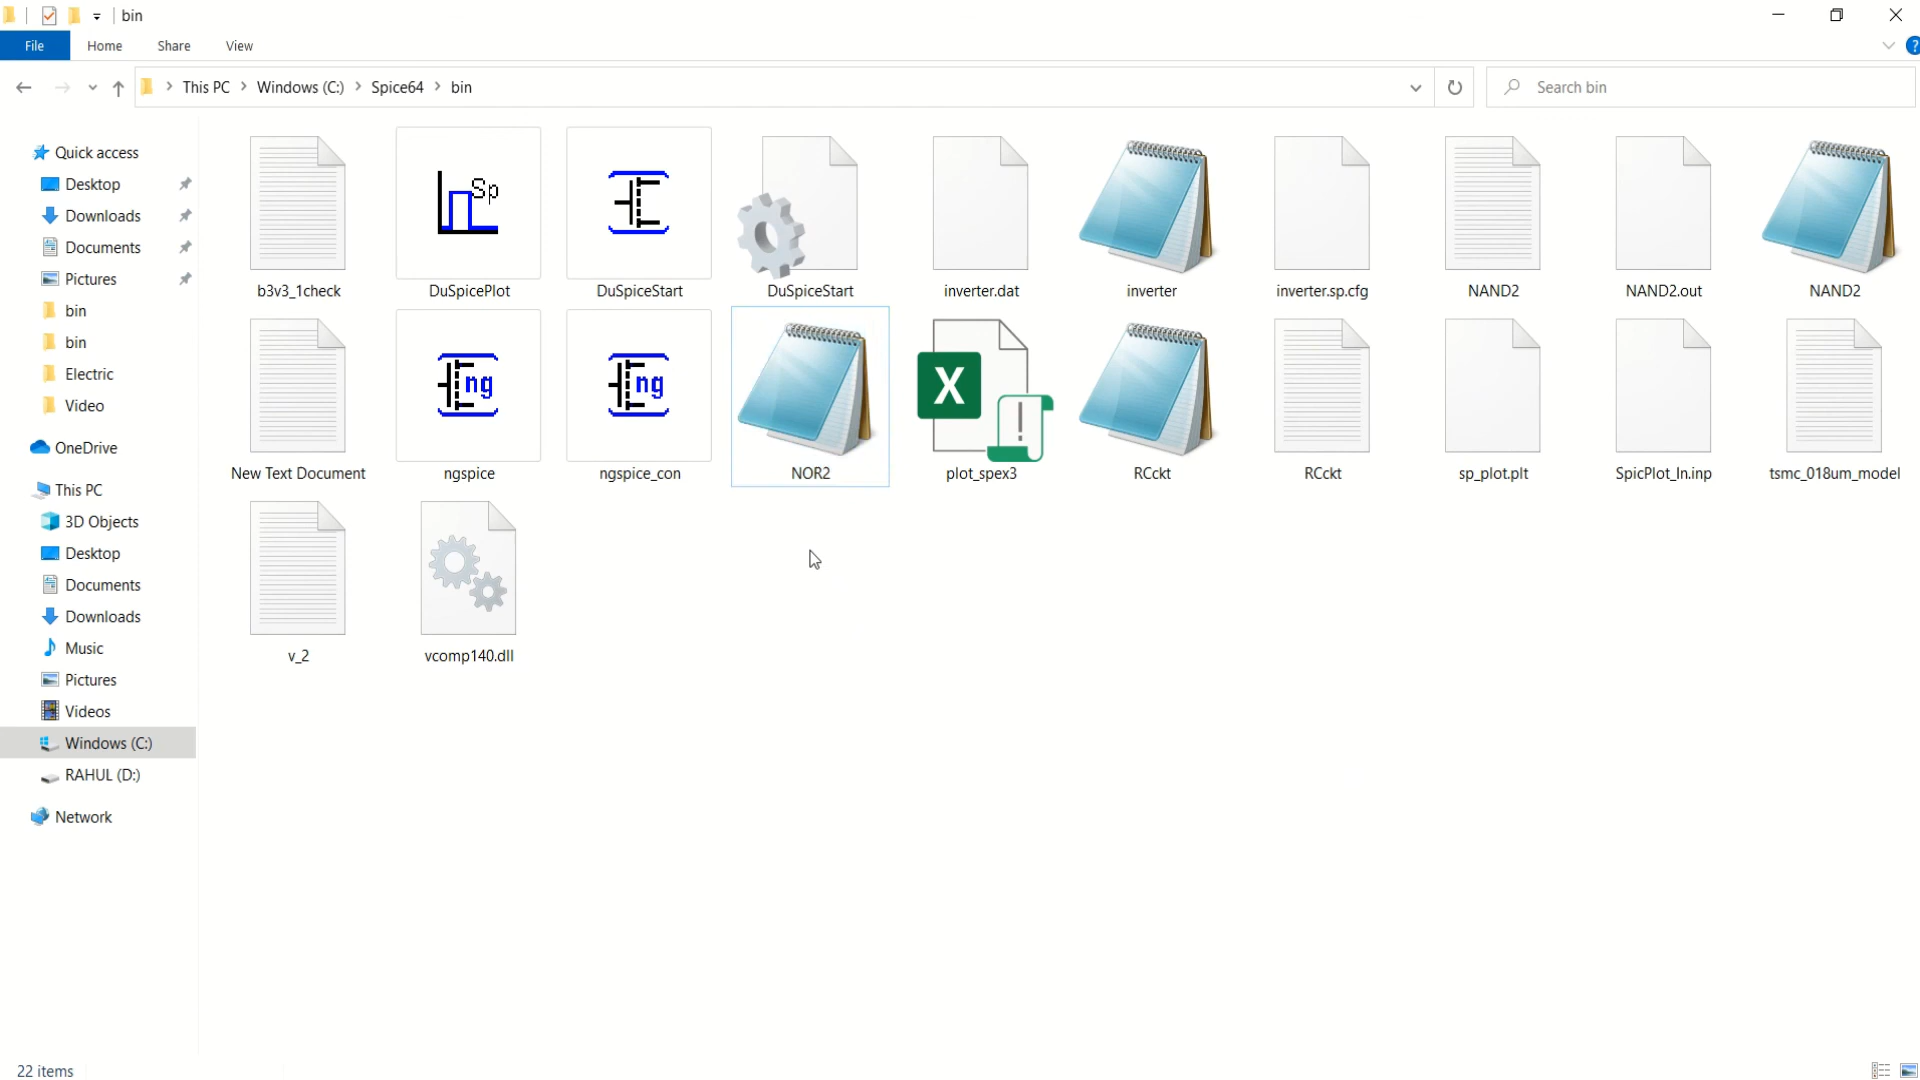 bin
File Home Share View
This PC Windows (C:) Spice64 bin
Search bin
Quick access
Desktop
Downloads
Documents
Pictures
bin
bin
Electric
Video
OneDrive
This PC
3D Objects
Desktop
Documents
Downloads
Music
Pictures
Videos
Windows (C:)
RAHUL (D:)
Network
Sp
b3v3_1check DuSpicePlot DuSpiceStart DuSpiceStart inverter.dat inverter inverter.sp.cfg NAND2 NAND2.out NAND2
ng ng X
New Text Document ngspice ngspice_con NOR2 plot_spex3 RCckt RCckt sp_plot.plt SpicPlot_In.inp tsmc_018um_model
v_2 vcomp140.dll
22 items